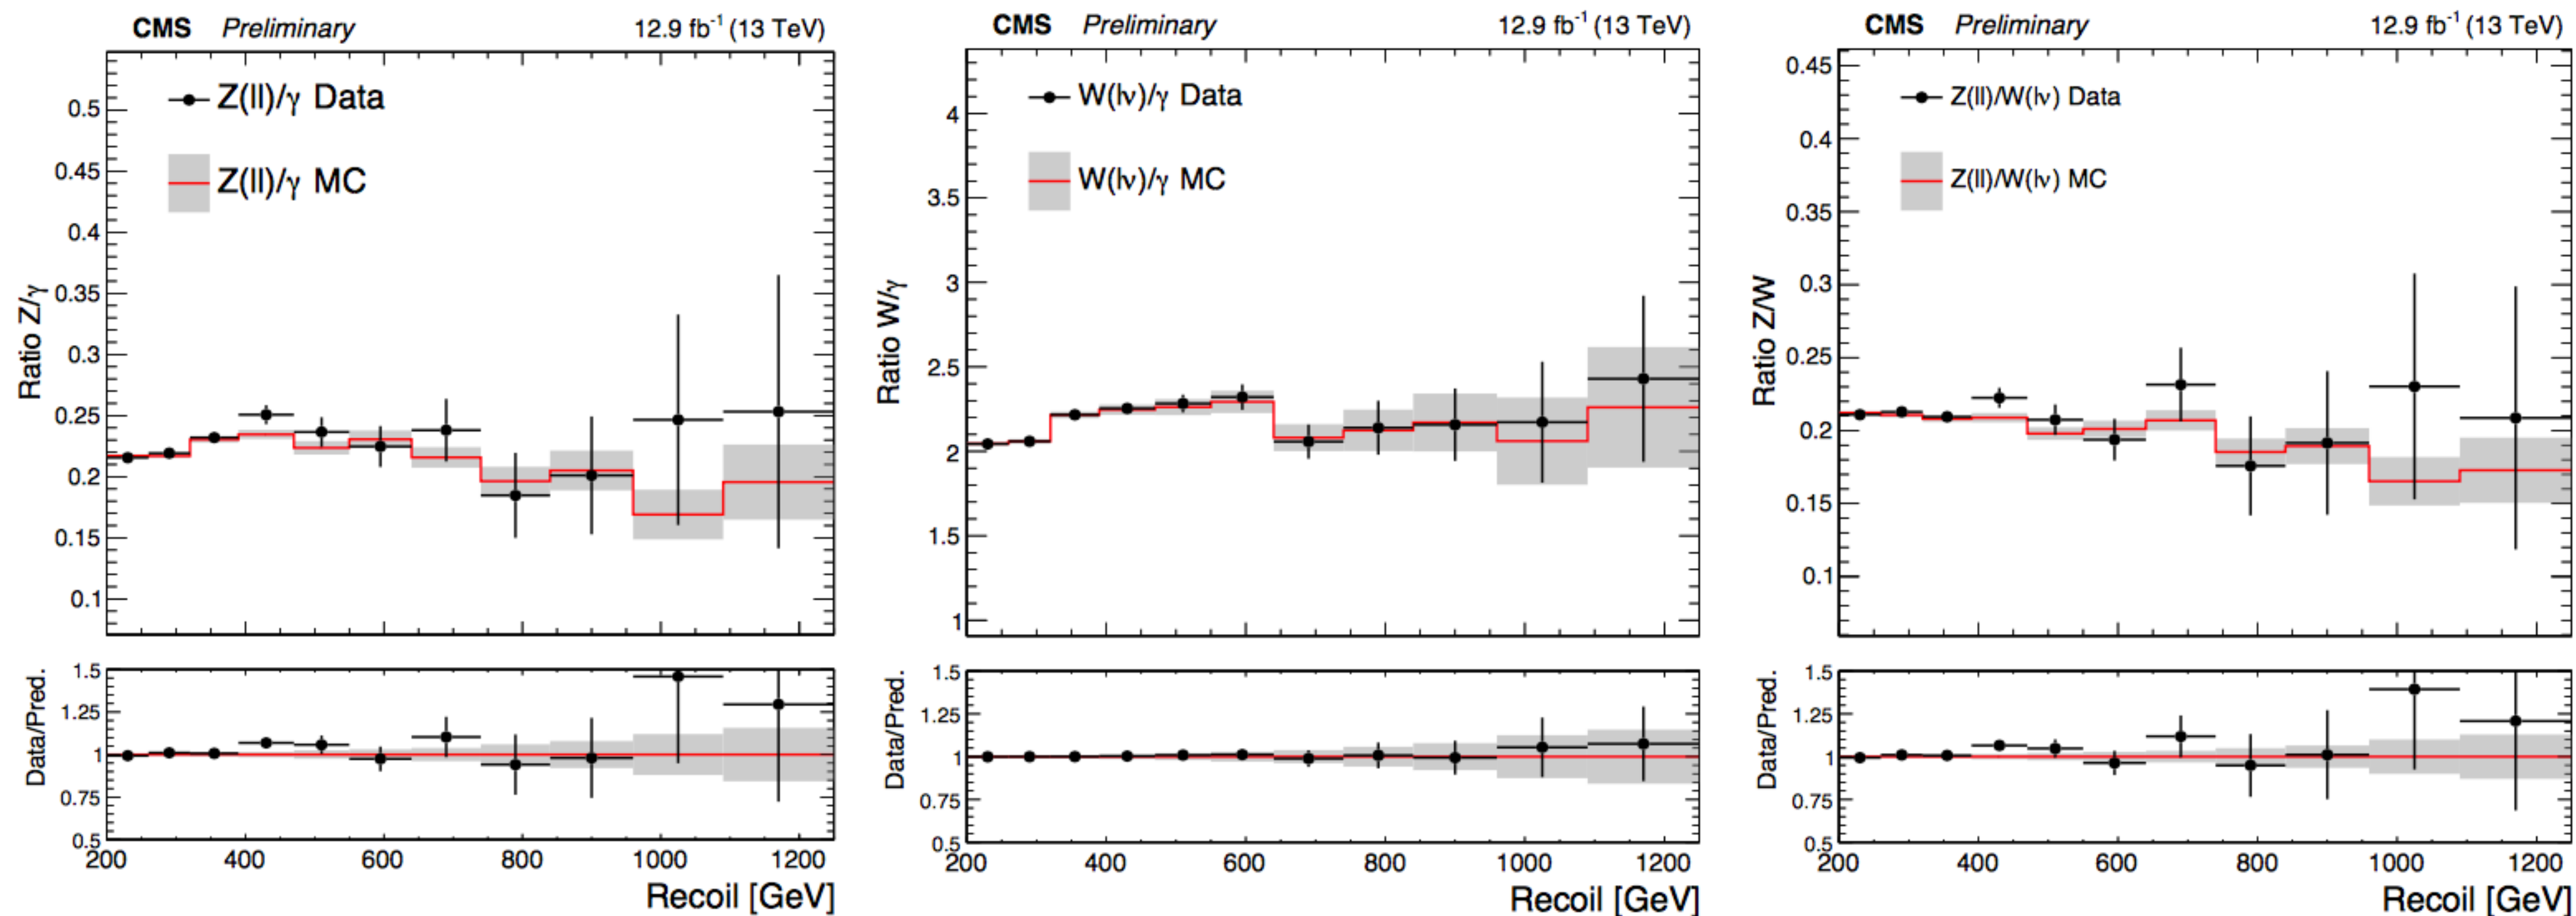 CMS Preliminary 12.9 fb⁻¹ (13 TeV)
Z(ll)/γ Data
Z(ll)/γ MC
Ratio Z/γ
0.5
0.45
0.4
0.35
0.3
0.25
0.2
0.15
0.1
Data/Pred.
1.5
1.25
1
0.75
0.5
200 400 600 800 1000 1200
Recoil [GeV]
CMS Preliminary 12.9 fb⁻¹ (13 TeV)
W(lν)/γ Data
W(lν)/γ MC
Ratio W/γ
4
3.5
3
2.5
2
1.5
1
Data/Pred.
1.5
1.25
1
0.75
0.5
200 400 600 800 1000 1200
Recoil [GeV]
CMS Preliminary 12.9 fb⁻¹ (13 TeV)
Z(ll)/W(lν) Data
Z(ll)/W(lν) MC
Ratio Z/W
0.45
0.4
0.35
0.3
0.25
0.2
0.15
0.1
Data/Pred.
1.5
1.25
1
0.75
0.5
200 400 600 800 1000 1200
Recoil [GeV]